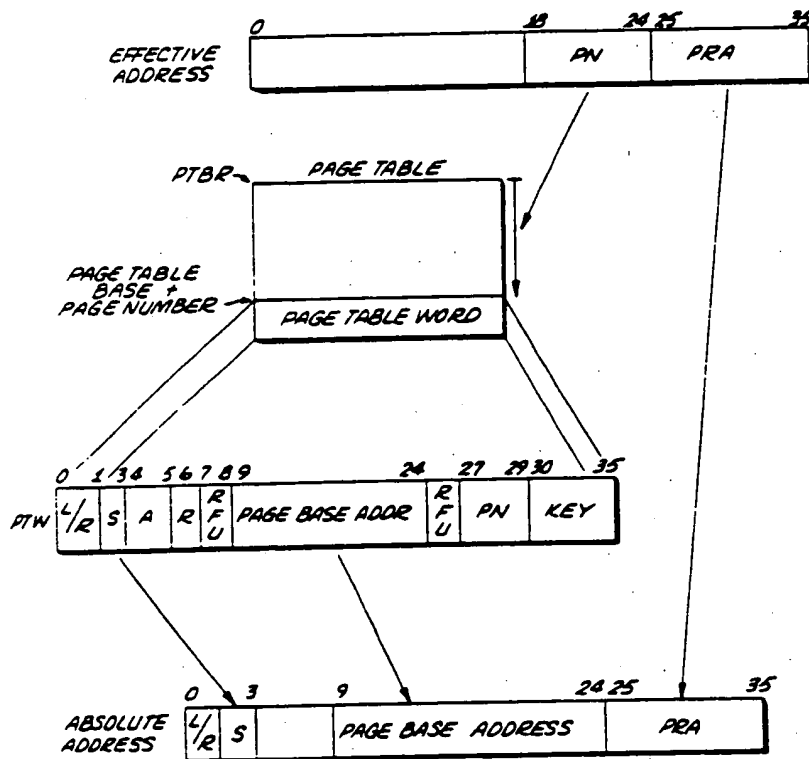 0 18 24 25 35
EFFECTIVE ADDRESS
PN
PRA
PTBR
PAGE TABLE
PAGE TABLE BASE + PAGE NUMBER
PAGE TABLE WORD
0 1 3 4 5 6 7 8 9 24 27 29 30 35
PTW
L/R
S
A
R
RFU
PAGE BASE ADDR
RFU
PN
KEY
0 3 9 24 25 35
ABSOLUTE ADDRESS
L/R
S
PAGE BASE ADDRESS
PRA